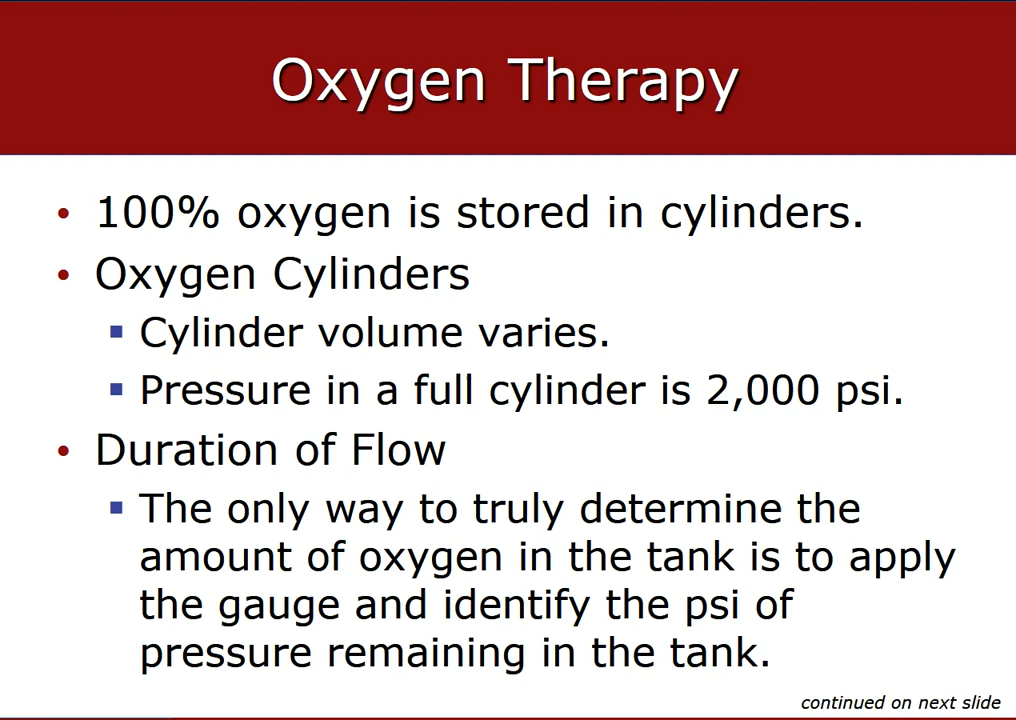 Oxygen Therapy
• 100% oxygen is stored in cylinders.
• Oxygen Cylinders
▪ Cylinder volume varies.
▪ Pressure in a full cylinder is 2,000 psi.
• Duration of Flow
▪ The only way to truly determine the
amount of oxygen in the tank is to apply
the gauge and identify the psi of
pressure remaining in the tank.
continued on next slide